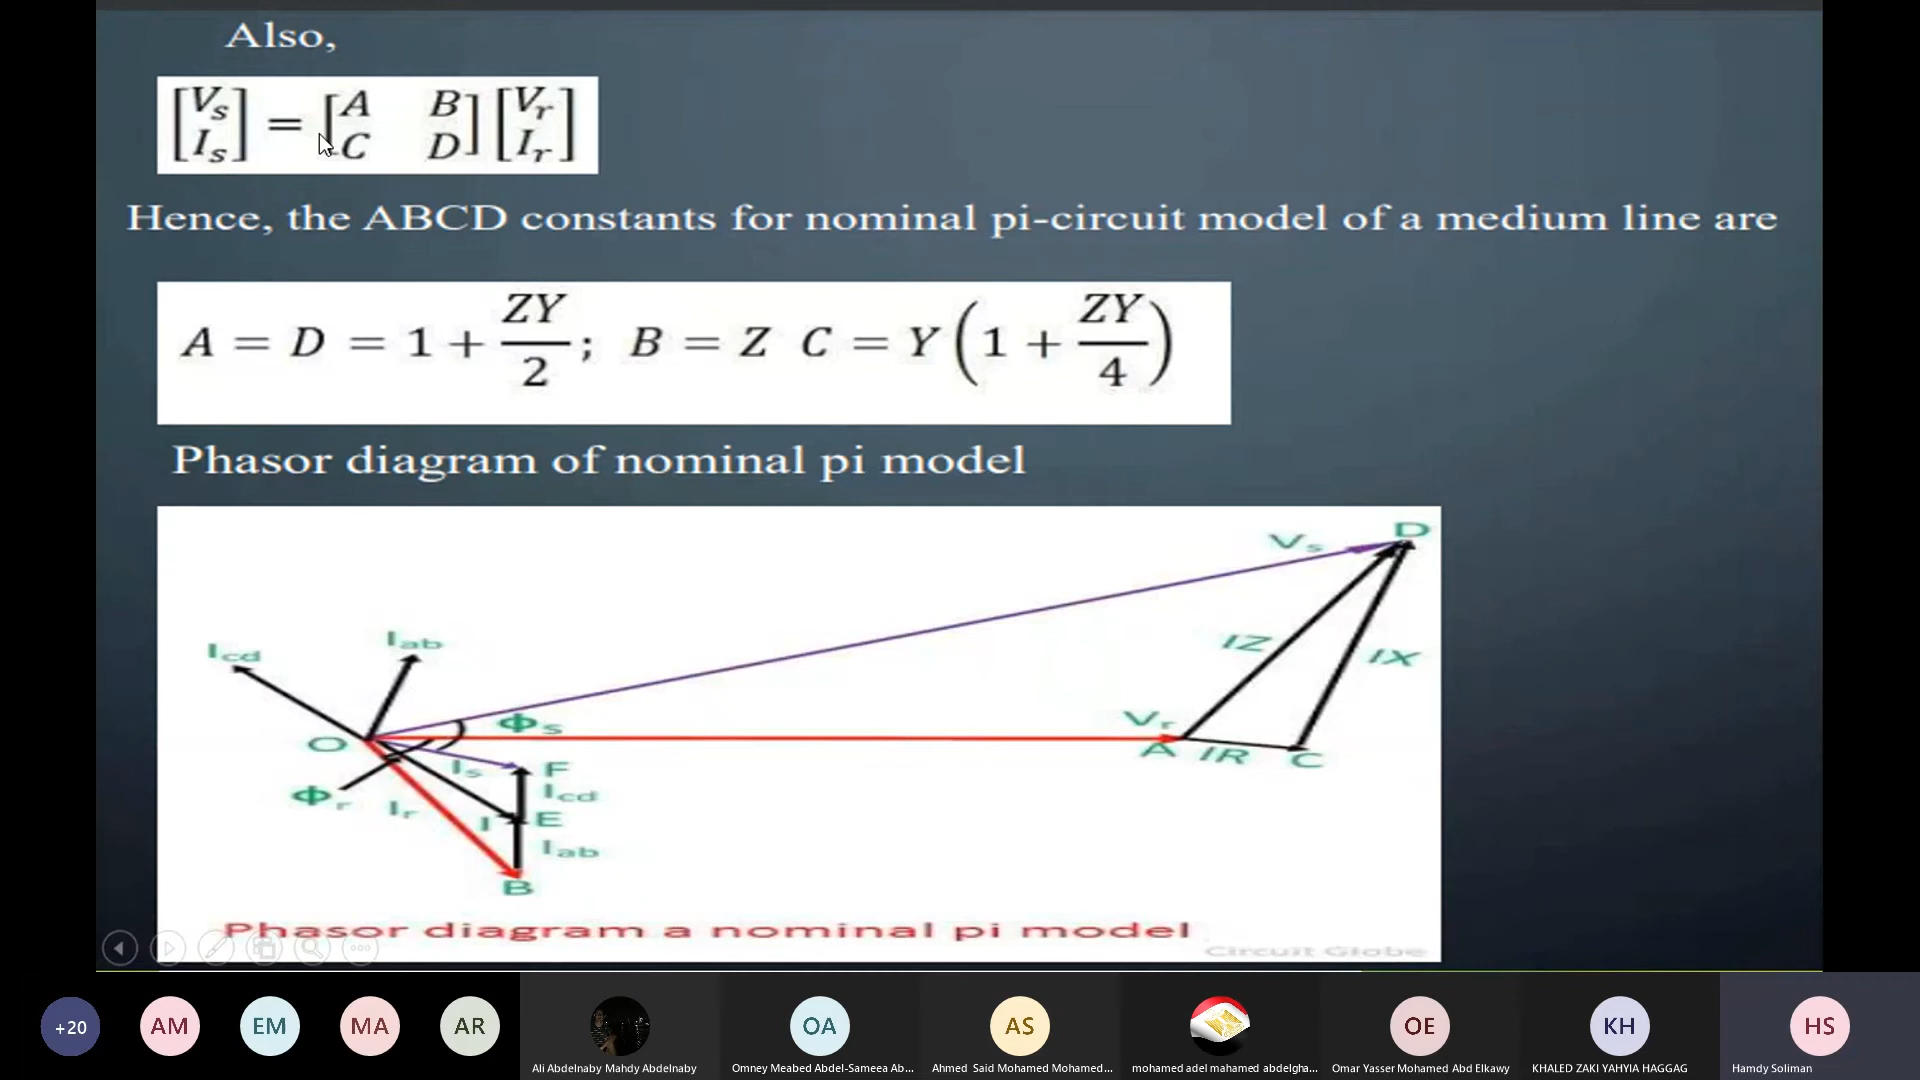 Also,
[Vs Is] = [A B C D] [Vr Ir]
Hence, the ABCD constants for nominal pi-circuit model of a medium line are
A = D = 1 + ZY/2 ; B = Z C = Y(1 + ZY/4)
Phasor diagram of nominal pi model
Vs D
Icd Iab
IZ IX
O Φs Vr A IR C
Φr Ir Is F
Icd
I E
Iab
B
Phasor diagram a nominal pi model
Circuit Globe
+20 AM EM MA AR OA AS OE KH HS
Ali Abdelnaby Mahdy Abdelnaby
Omney Meabed Abdel-Sameea Ab...
Ahmed Said Mohamed Mohamed...
mohamed adel mahamed abdelgha...
Omar Yasser Mohamed Abd Elkawy
KHALED ZAKI YAHYIA HAGGAG
Hamdy Soliman